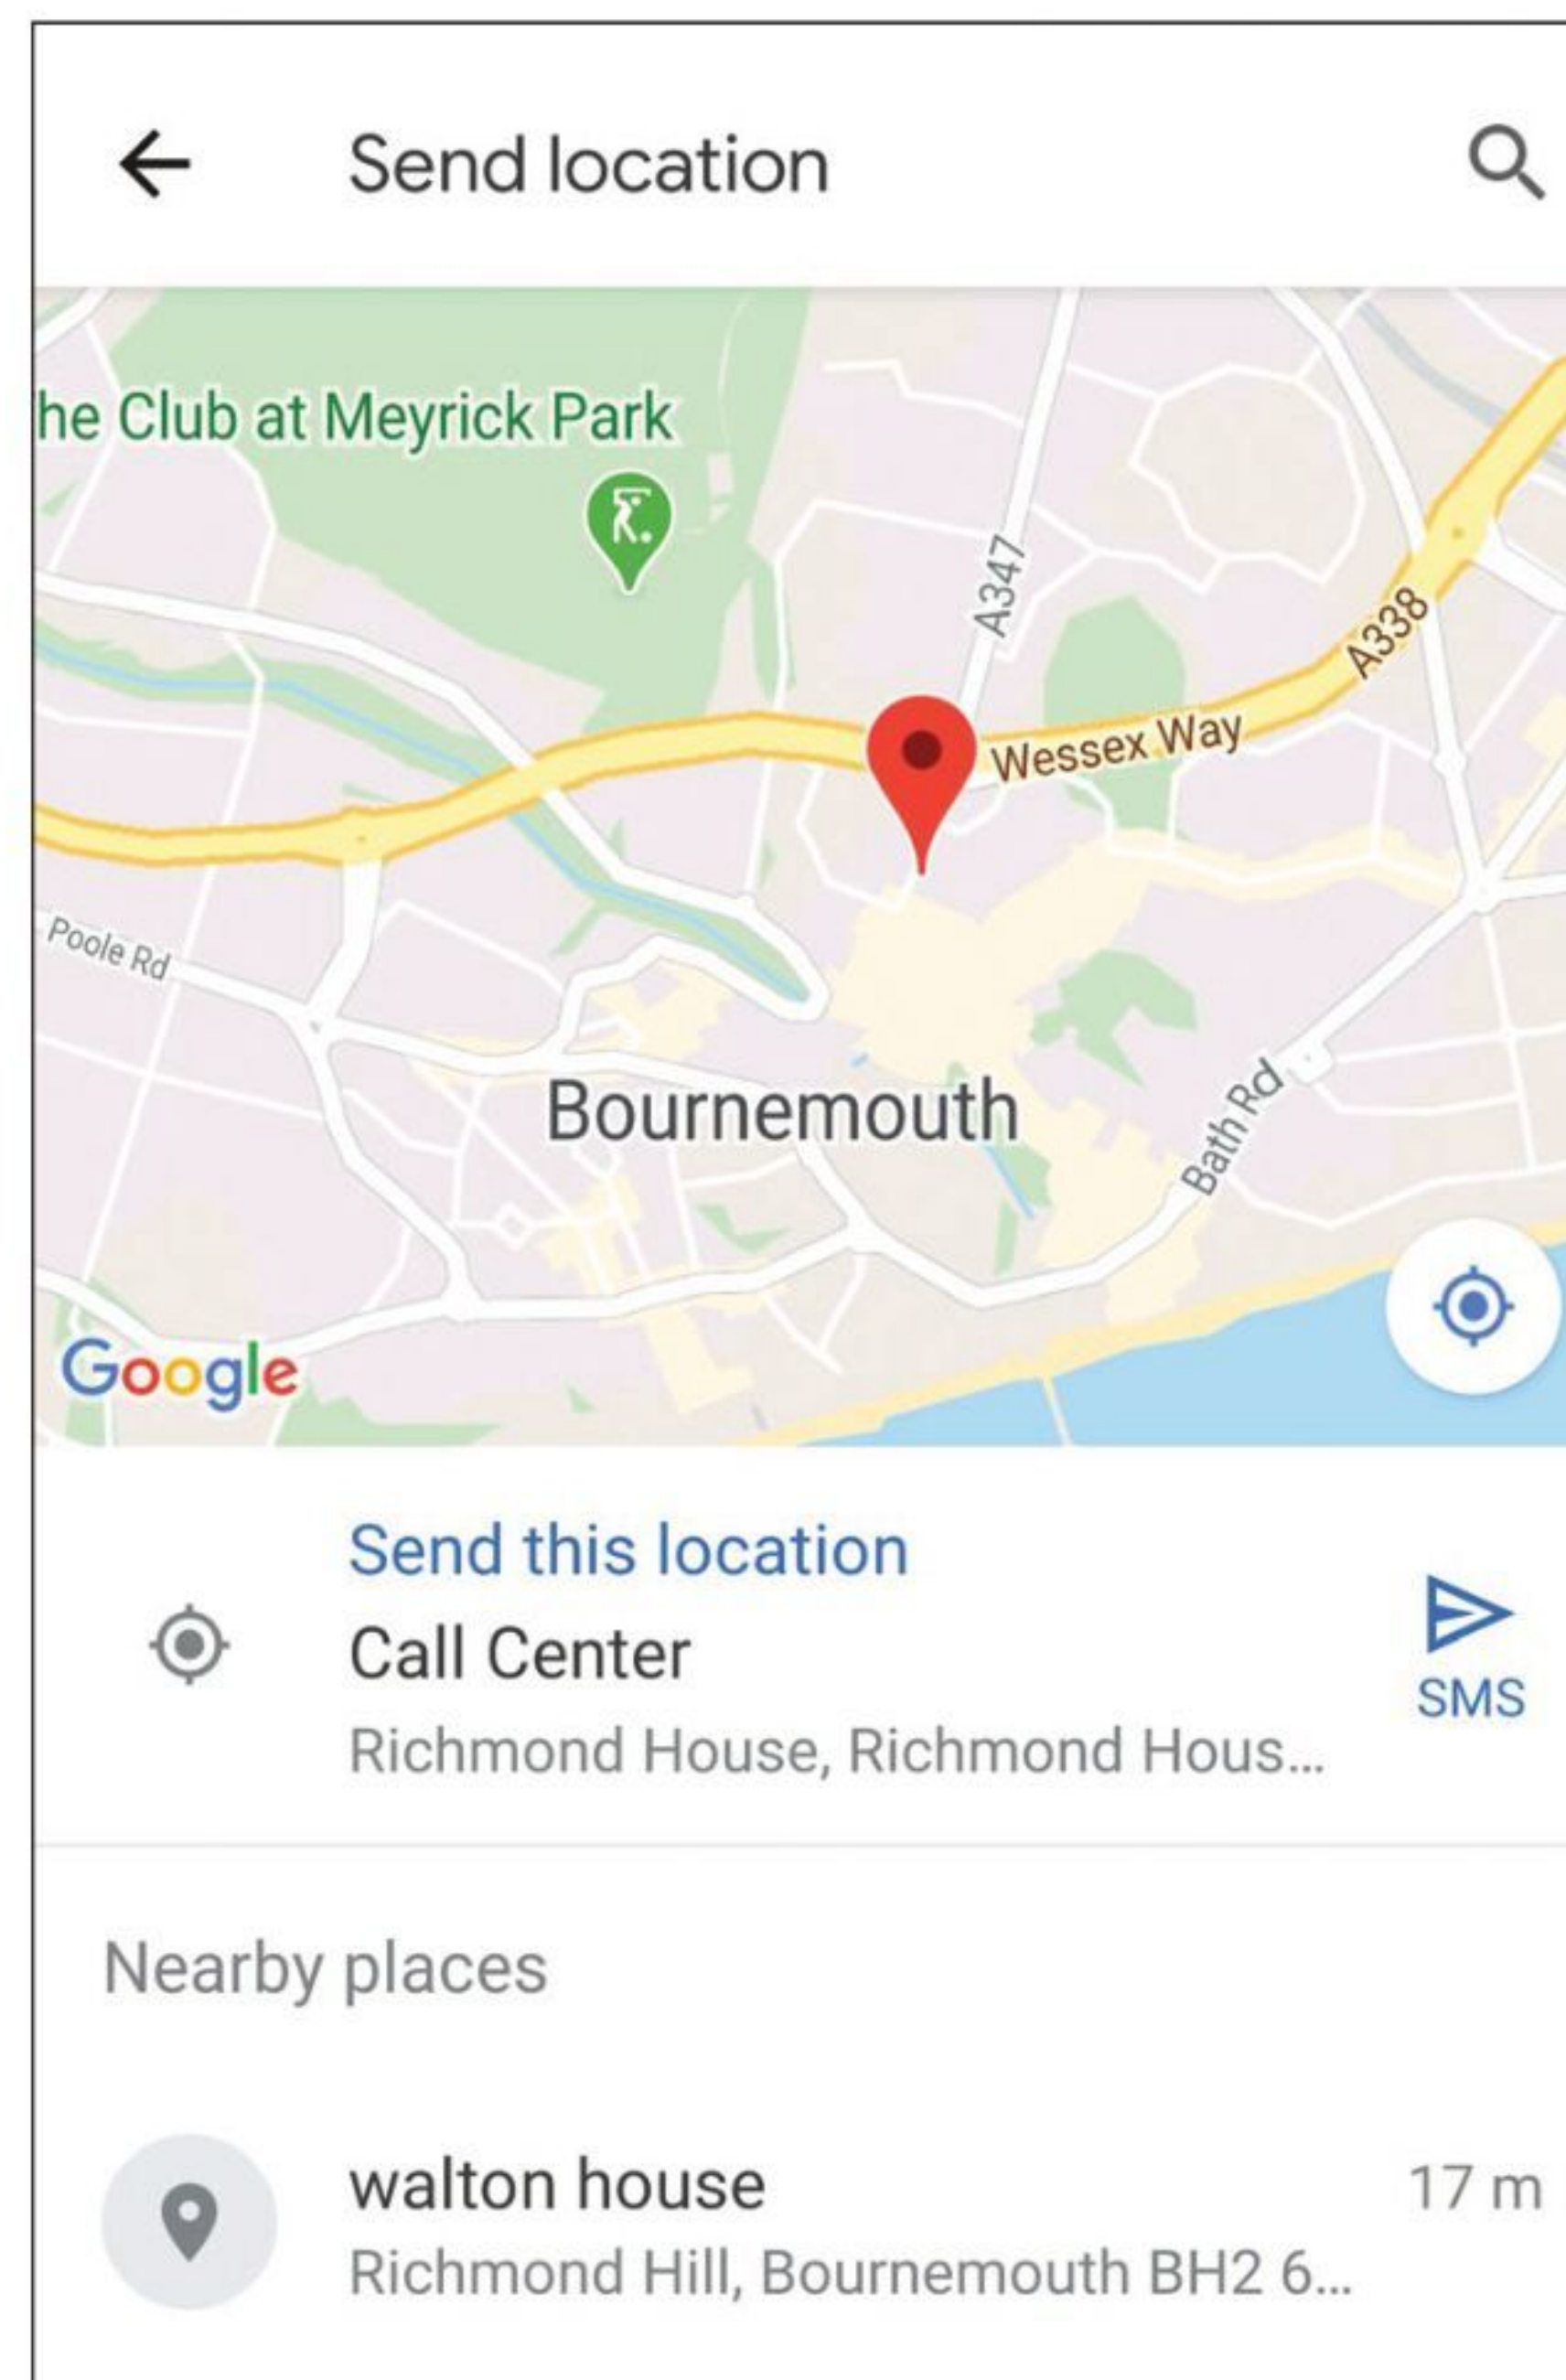 Send location
he Club at Meyrick Park
A347
A338
Wessex Way
Poole Rd
Bournemouth
Bath Rd
Google
Send this location
Call Center
SMS
Richmond House, Richmond Hous...
Nearby places
walton house
17 m
Richmond Hill, Bournemouth BH2 6...